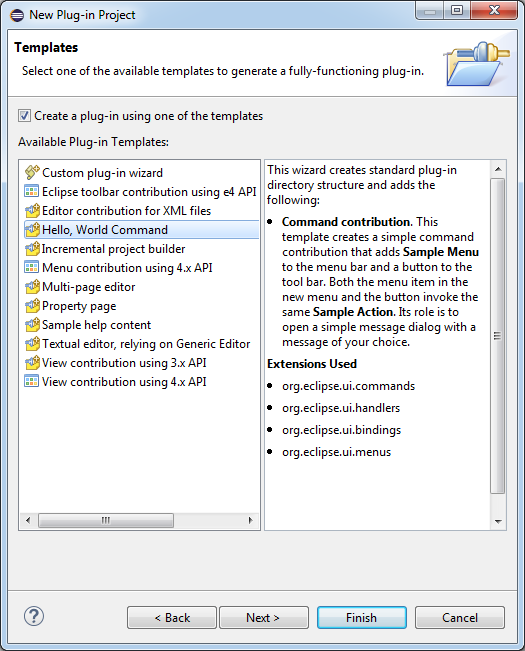 New Plug-in Project
Templates
Select one of the available templates to generate a fully-functioning plug-in.
Create a plug-in using one of the templates
Available Plug-in Templates:
Custom plug-in wizard
Eclipse toolbar contribution using e4 API
Editor contribution for XML files
Hello, World Command
Incremental project builder
Menu contribution using 4.x API
Multi-page editor
Property page
Sample help content
Textual editor, relying on Generic Editor
View contribution using 3.x API
View contribution using 4.x API
This wizard creates standard plug-in
directory structure and adds the
following:
• Command contribution. This
template creates a simple command
contribution that adds Sample Menu
to the menu bar and a button to the
tool bar. Both the menu item in the
new menu and the button invoke the
same Sample Action. Its role is to
open a simple message dialog with a
message of your choice.
Extensions Used
• org.eclipse.ui.commands
• org.eclipse.ui.handlers
• org.eclipse.ui.bindings
• org.eclipse.ui.menus
?
< Back
Next >
Finish
Cancel